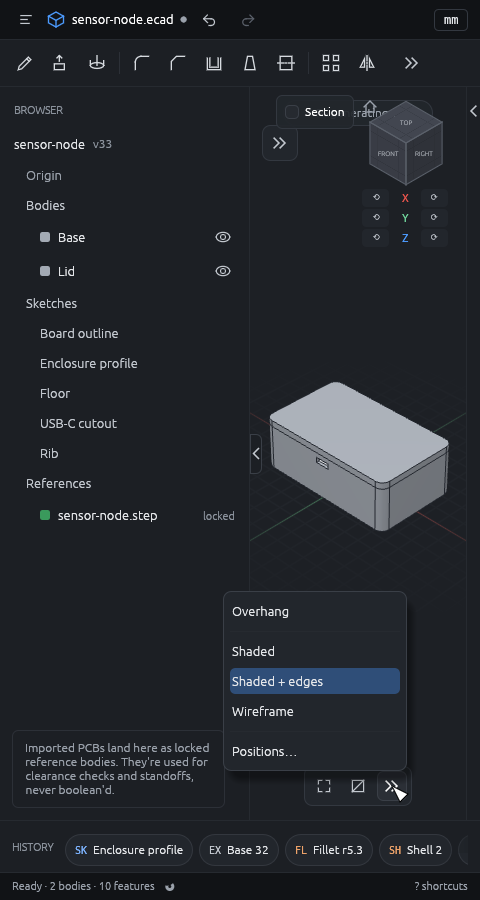 sensor-node.ecad
mm
BROWSER
Section
TOP
FRONT
RIGHT
sensor-node v33
Origin
Bodies
X
Base
Y
Z
Lid
Sketches
Board outline
Enclosure profile
Floor
USB-C cutout
Rib
References
sensor-node.step locked
Overhang
Shaded
Shaded + edges
Wireframe
Positions…
Imported PCBs land here as locked
reference bodies. They're used for
clearance checks and standoffs,
never boolean'd.
HISTORY
SK Enclosure profile
EX Base 32
FL Fillet r5.3
SH Shell 2
Ready · 2 bodies · 10 features
? shortcuts